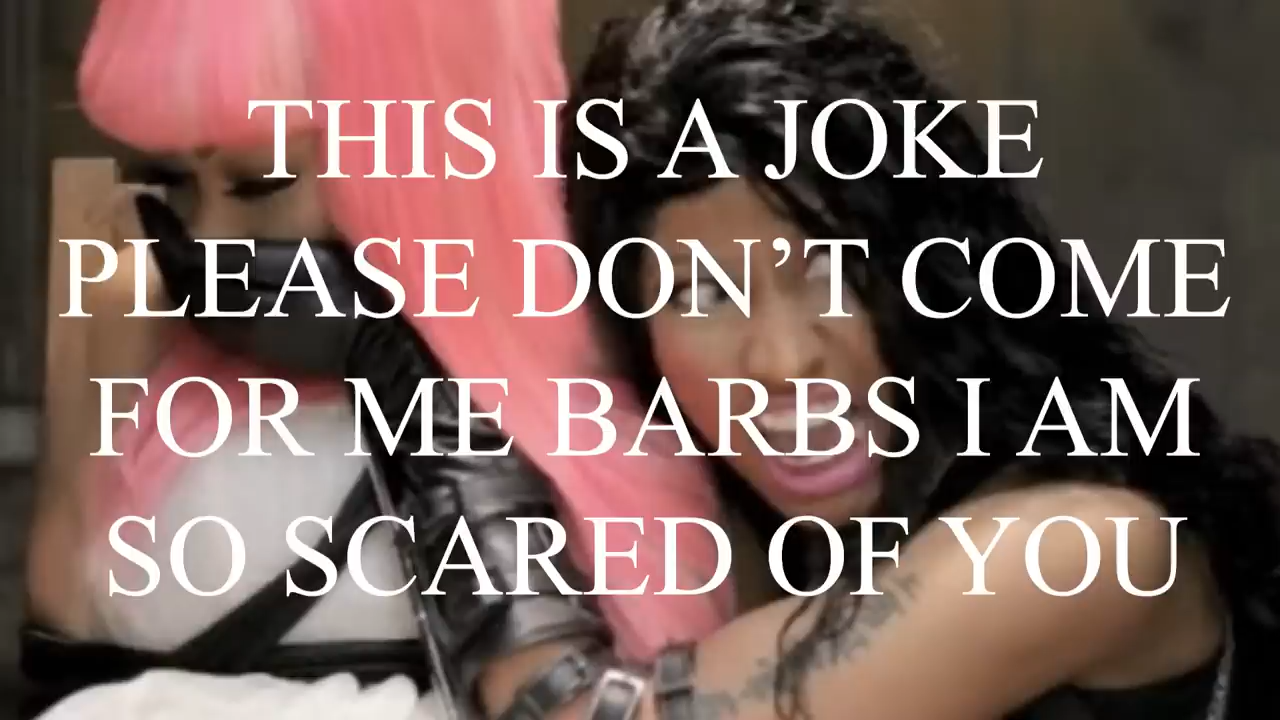 THIS IS A JOKE
PLEASE DON’T COME
FOR ME BARBS I AM
SO SCARED OF YOU